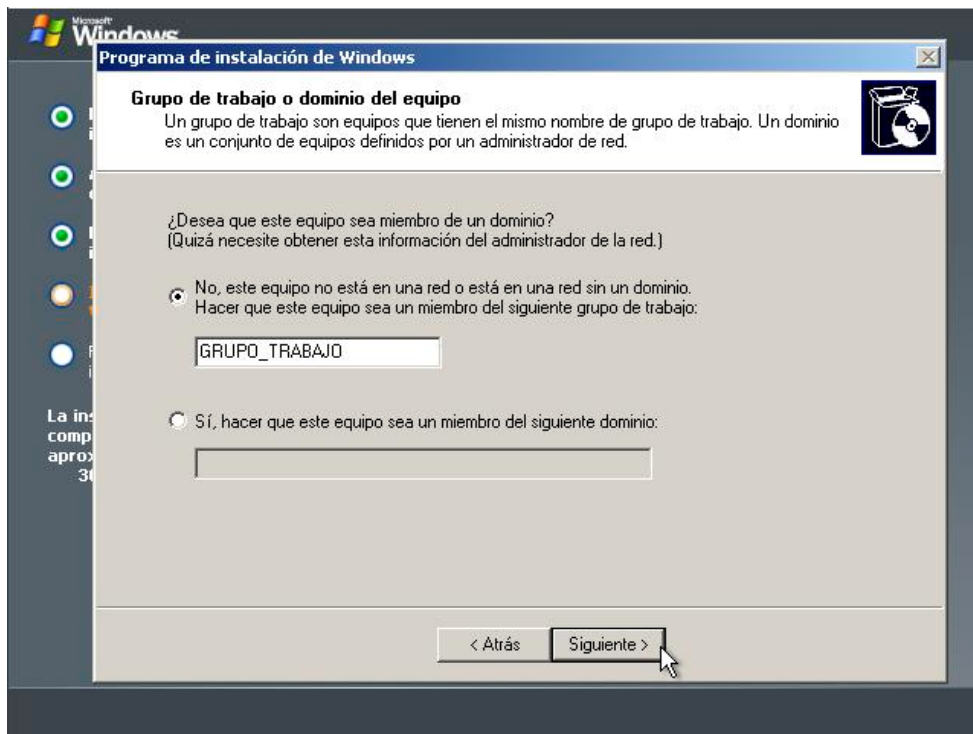 Microsoft
Windows
Programa de instalación de Windows
Grupo de trabajo o dominio del equipo
Un grupo de trabajo son equipos que tienen el mismo nombre de grupo de trabajo. Un dominio
es un conjunto de equipos definidos por un administrador de red.
¿Desea que este equipo sea miembro de un dominio?
(Quizá necesite obtener esta información del administrador de la red.)
No, este equipo no está en una red o está en una red sin un dominio.
Hacer que este equipo sea un miembro del siguiente grupo de trabajo:
GRUPO_TRABAJO
Sí, hacer que este equipo sea un miembro del siguiente dominio:
La
< Atrás
Siguiente >